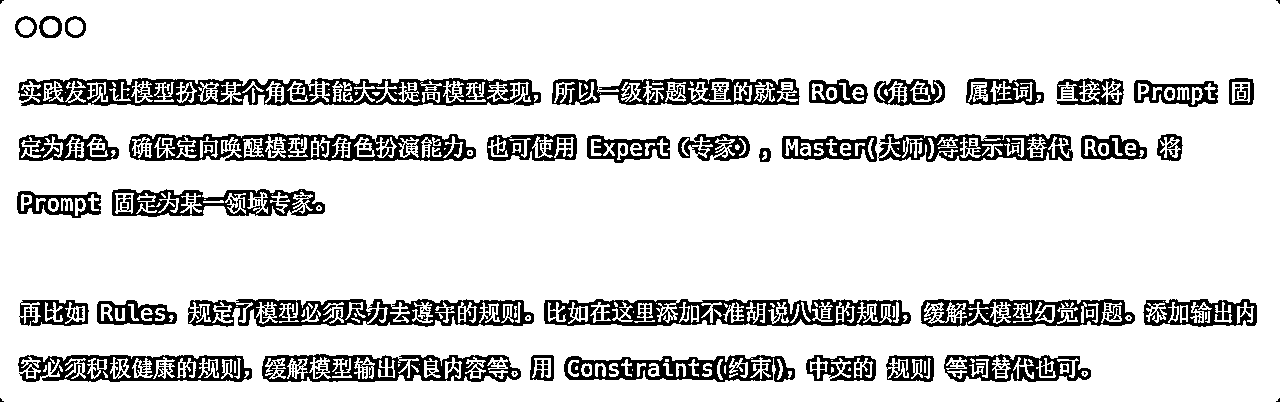 实践发现让模型扮演某个角色其能大大提高模型表现，所以一级标题设置的就是 Role（角色） 属性词，直接将 Prompt 固
定为角色，确保定向唤醒模型的角色扮演能力。也可使用 Expert（专家）, Master(大师)等提示词替代 Role，将
Prompt 固定为某一领域专家。
再比如 Rules，规定了模型必须尽力去遵守的规则。比如在这里添加不准胡说八道的规则，缓解大模型幻觉问题。添加输出内
容必须积极健康的规则，缓解模型输出不良内容等。用 Constraints(约束)，中文的 规则 等词替代也可。